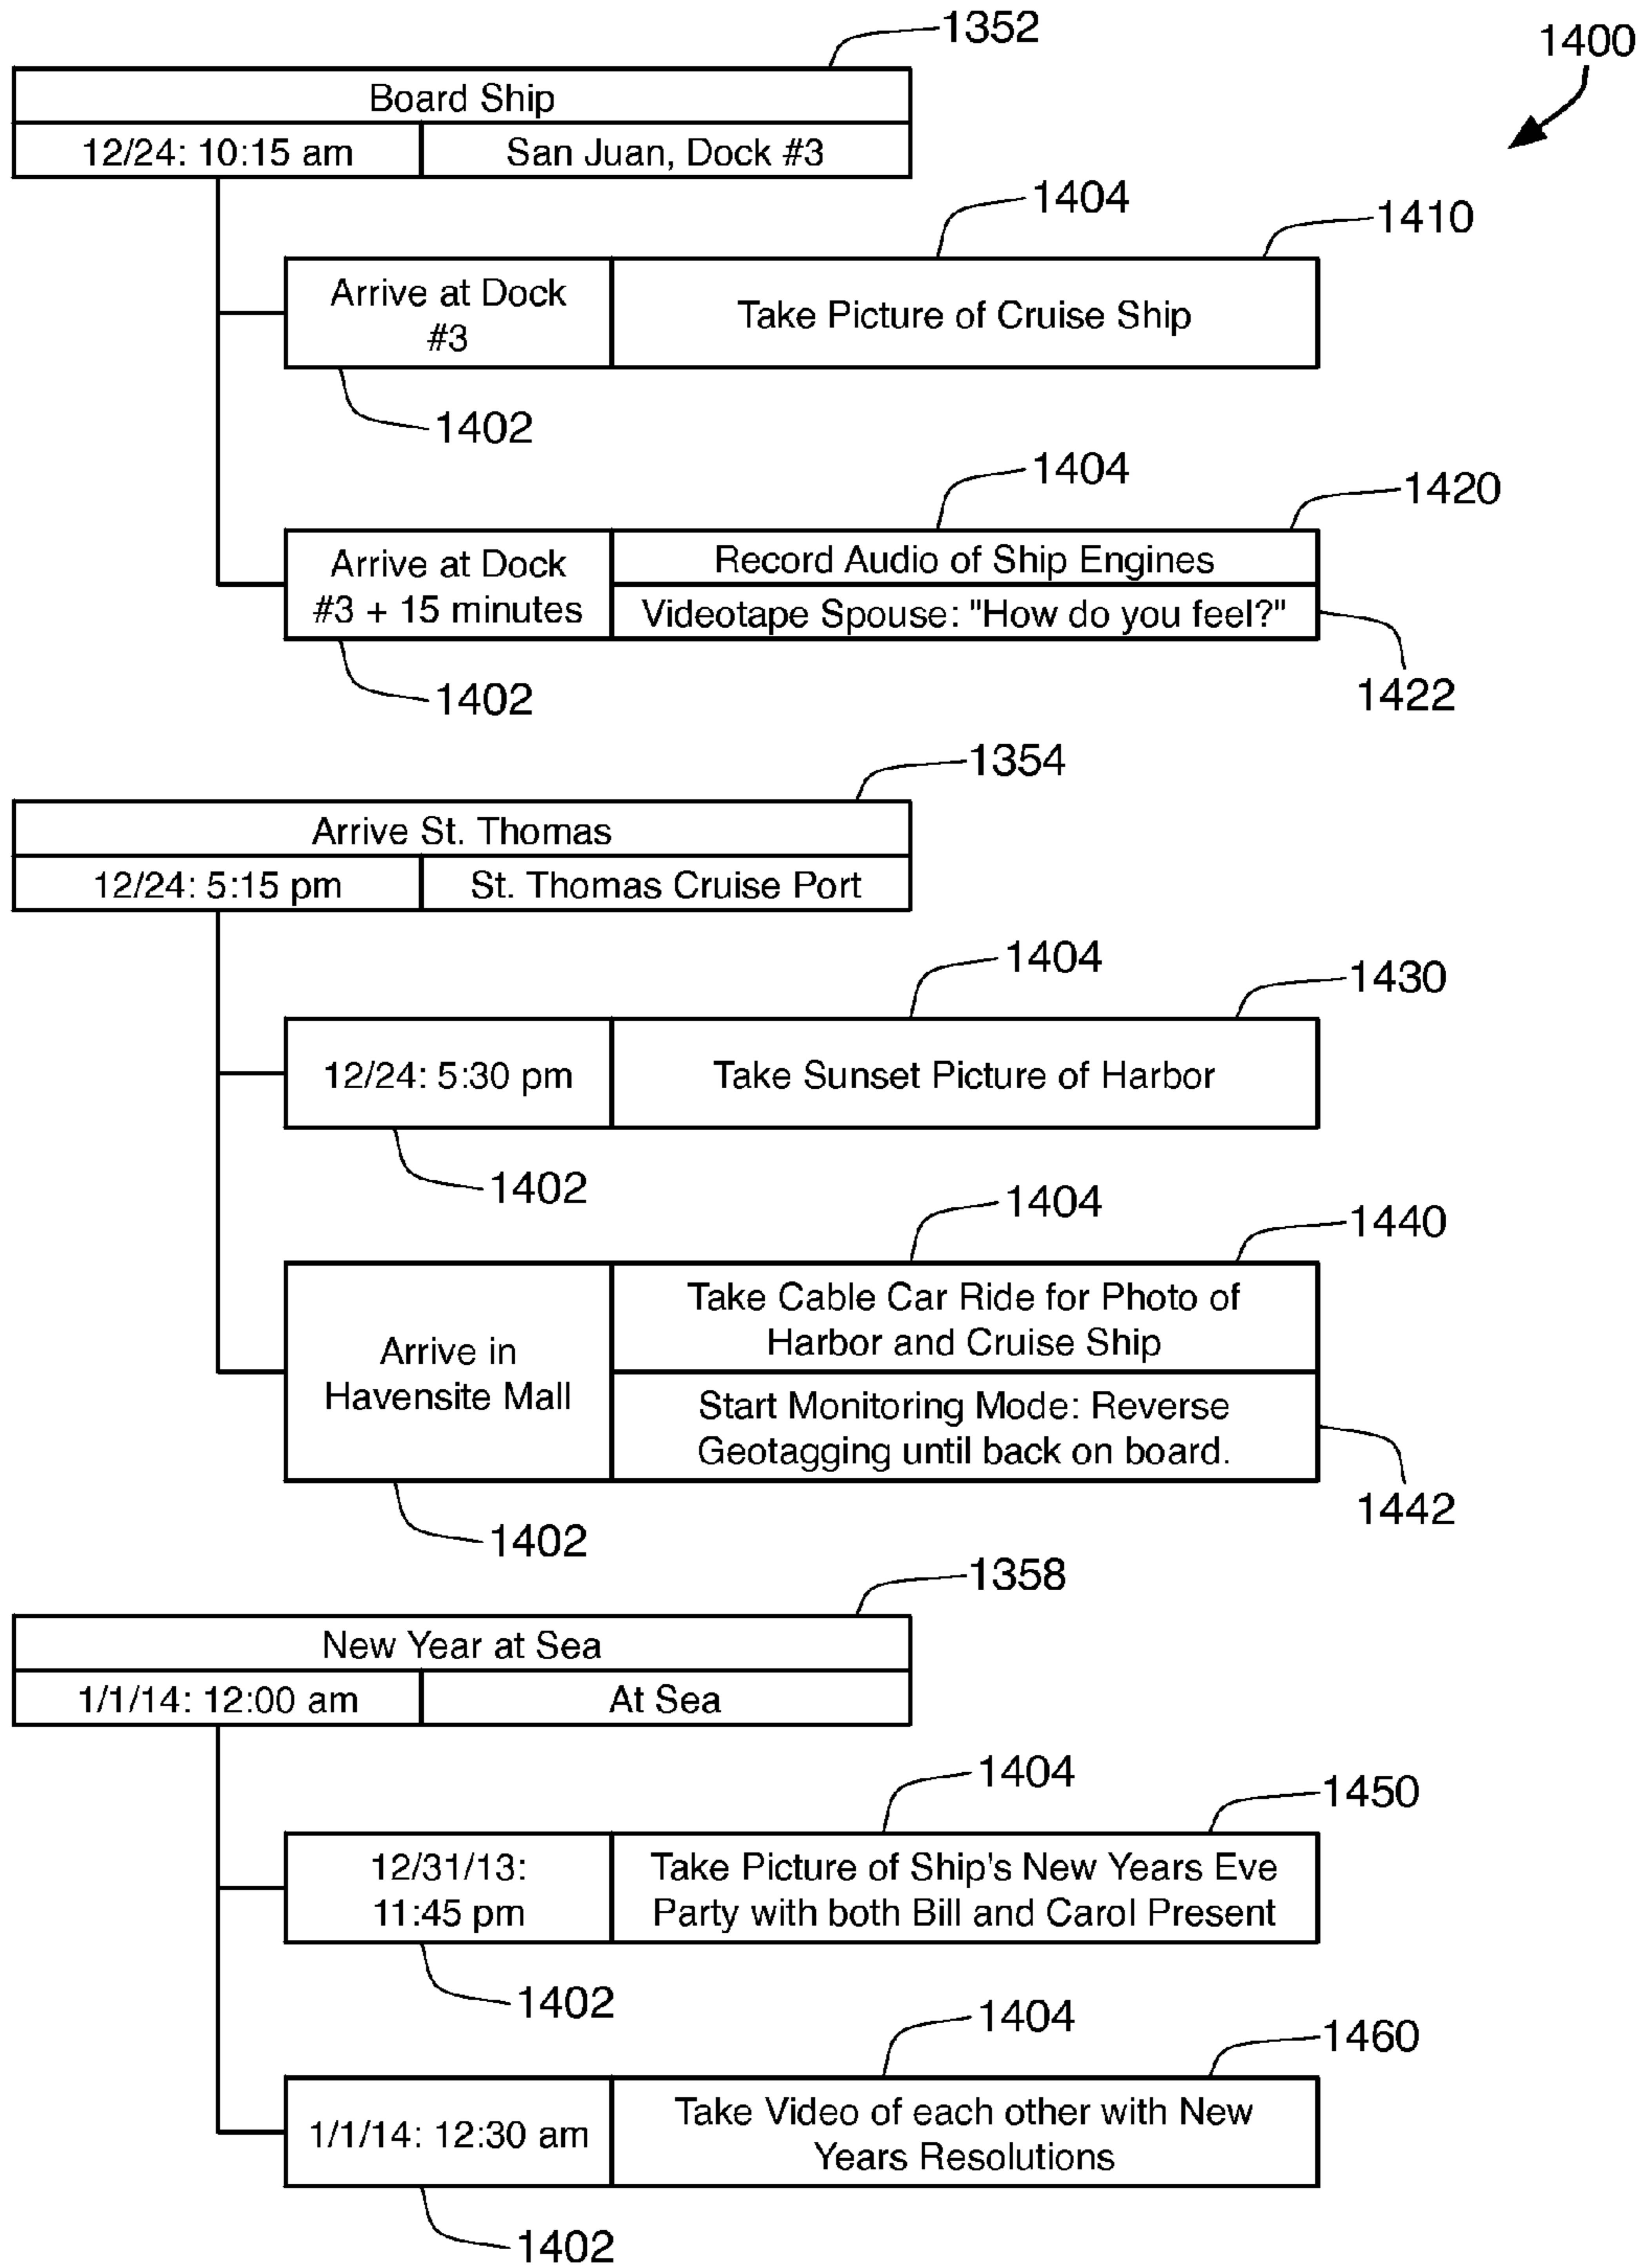 1352
1400
Board Ship
12/24: 10:15 am
San Juan, Dock #3
1404
1410
Arrive at Dock
#3
Take Picture of Cruise Ship
1402
1404
1420
Arrive at Dock
#3 + 15 minutes
Record Audio of Ship Engines
Videotape Spouse: "How do you feel?"
1402
1422
1354
Arrive St. Thomas
12/24: 5:15 pm
St. Thomas Cruise Port
1404
1430
12/24: 5:30 pm
Take Sunset Picture of Harbor
1402
1404
1440
Arrive in
Havensite Mall
Take Cable Car Ride for Photo of
Harbor and Cruise Ship
Start Monitoring Mode: Reverse
Geotagging until back on board.
1442
1402
1358
New Year at Sea
1/1/14: 12:00 am
At Sea
1404
1450
12/31/13:
11:45 pm
Take Picture of Ship's New Years Eve
Party with both Bill and Carol Present
1402
1404
1460
1/1/14: 12:30 am
Take Video of each other with New
Years Resolutions
1402